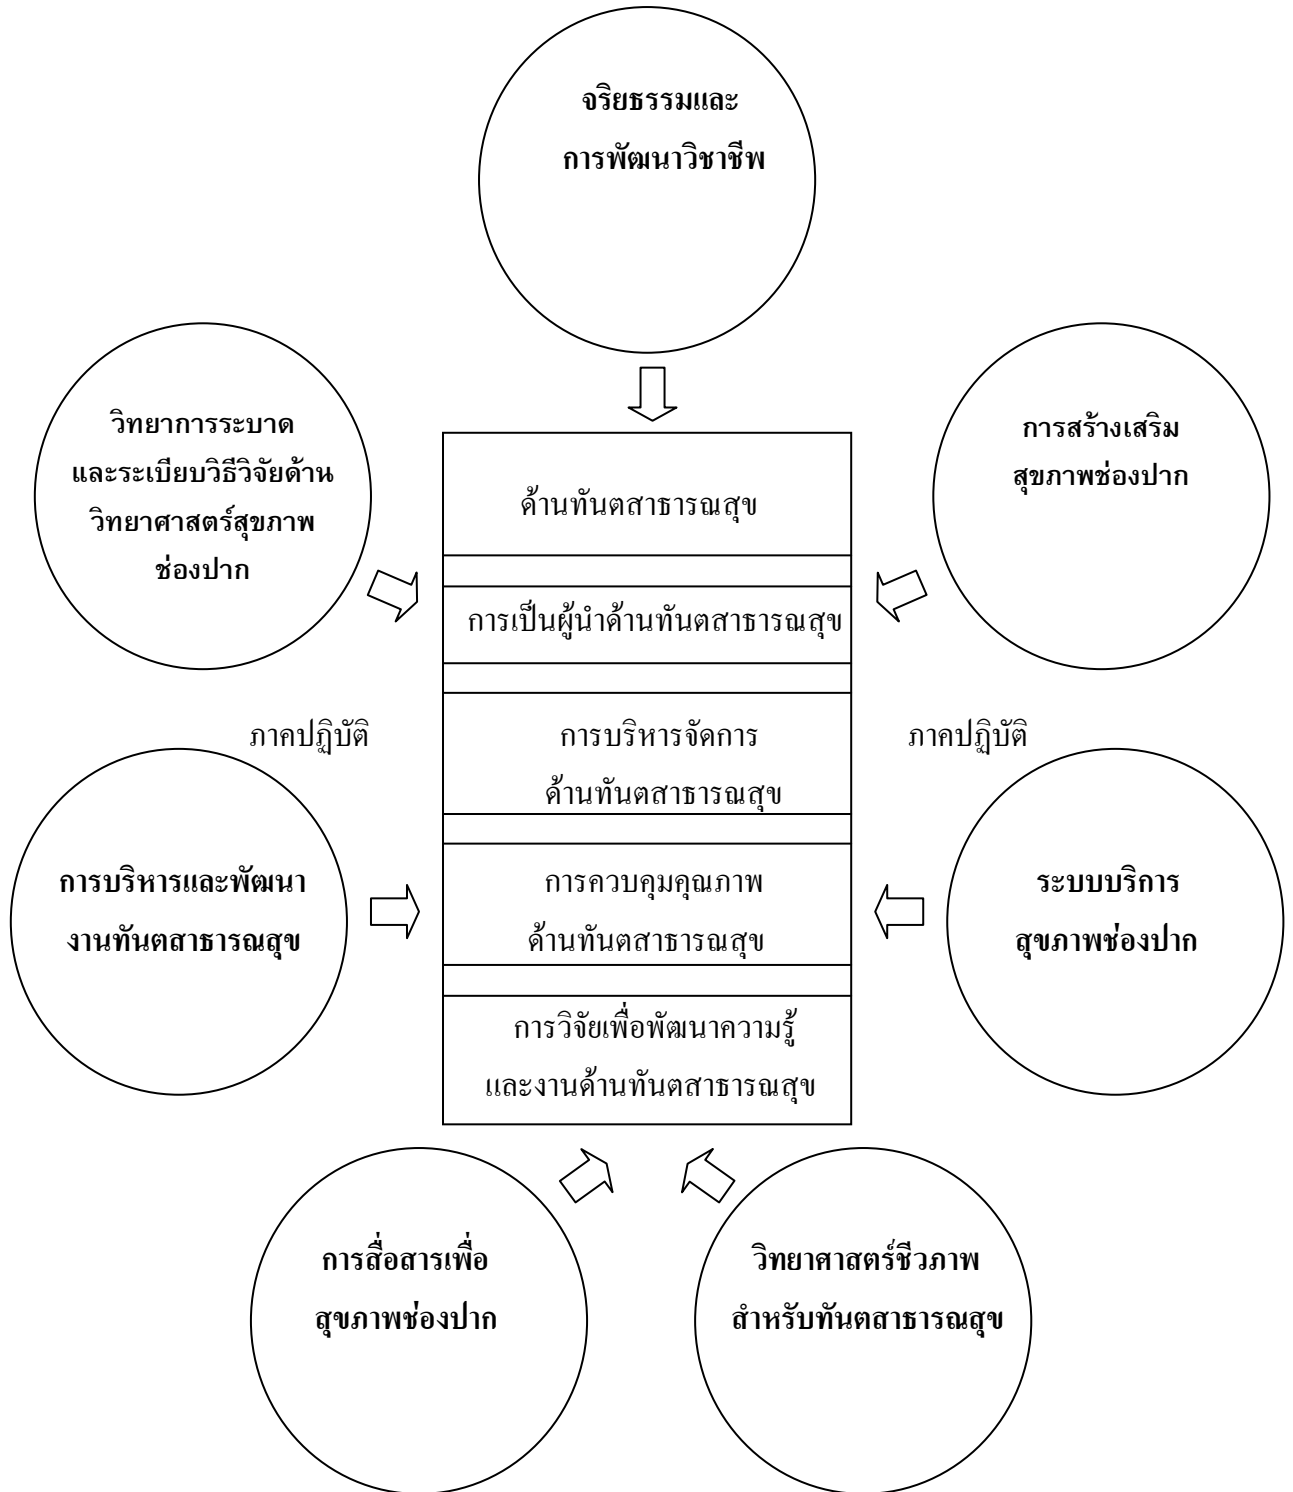 จริยธรรมและ
การพัฒนาวิชาชีพ
วิทยาการระบาด
และระเบียบวิธีวิจัยด้าน
วิทยาศาสตร์สุขภาพ
ช่องปาก
การสร้างเสริม
สุขภาพช่องปาก
ด้านทันตสาธารณสุข
การเป็นผู้นำด้านทันตสาธารณสุข
ภาคปฏิบัติ
การบริหารจัดการ
ด้านทันตสาธารณสุข
ภาคปฏิบัติ
การบริหารและพัฒนา
งานทันตสาธารณสุข
การควบคุมคุณภาพ
ด้านทันตสาธารณสุข
ระบบบริการ
สุขภาพช่องปาก
การวิจัยเพื่อพัฒนาความรู้
และงานด้านทันตสาธารณสุข
การสื่อสารเพื่อ
สุขภาพช่องปาก
วิทยาศาสตร์ชีวภาพ
สำหรับทันตสาธารณสุข